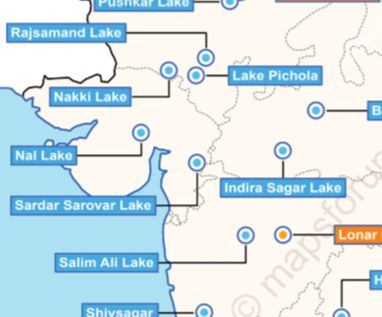 Pushkar Lake
Rajsamand Lake
Lake Pichola
Nakki Lake
B
Nal Lake
Indira Sagar Lake
Sardar Sarovar Lake
Lonar
Salim Ali Lake
H
Shivsagar
© mapsforu